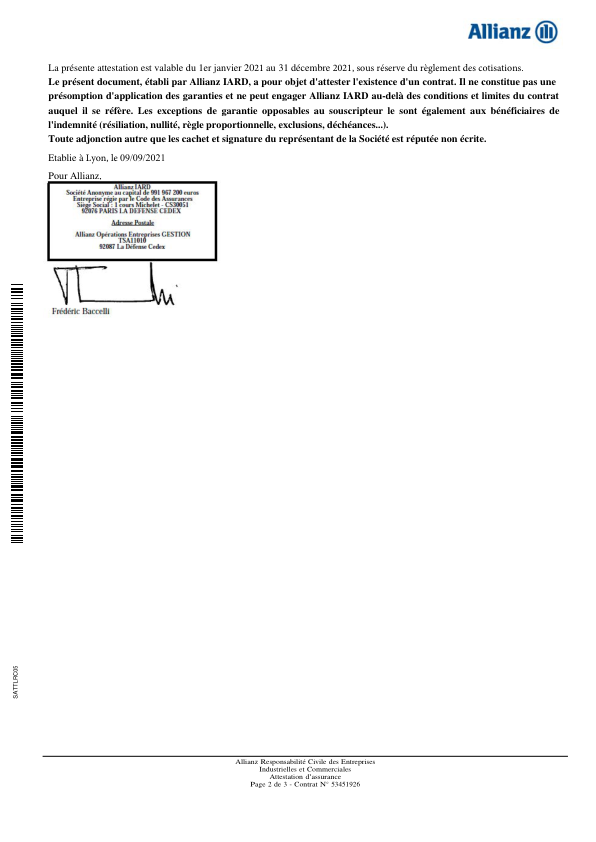 Allianz
La présente attestation est valable du 1er janvier 2021 au 31 décembre 2021, sous réserve du règlement des cotisations.
Le présent document, établi par Allianz IARD, a pour objet d'attester l'existence d'un contrat. Il ne constitue pas une
présomption d'application des garanties et ne peut engager Allianz IARD au-delà des conditions et limites du contrat
auquel il se réfère. Les exceptions de garantie opposables au souscripteur le sont également aux bénéficiaires de
l'indemnité (résiliation, nullité, règle proportionnelle, exclusions, déchéances...).
Toute adjonction autre que les cachet et signature du représentant de la Société est réputée non écrite.
Etablie à Lyon, le 09/09/2021
Pour Allianz,
Allianz IARD
Société Anonyme au capital de 991 967 200 euros
Entreprise régie par le Code des Assurances
Siège Social : 1 cours Michelet - CS30051
92076 PARIS LA DEFENSE CEDEX
Adresse Postale
Allianz Opérations Entreprises GESTION
TSA11010
92087 La Défense Cedex
Frédéric Baccelli
SATTLRC05
Allianz Responsabilité Civile des Entreprises
Industrielles et Commerciales
Attestation d'assurance
Page 2 de 3 - Contrat N° 53451926